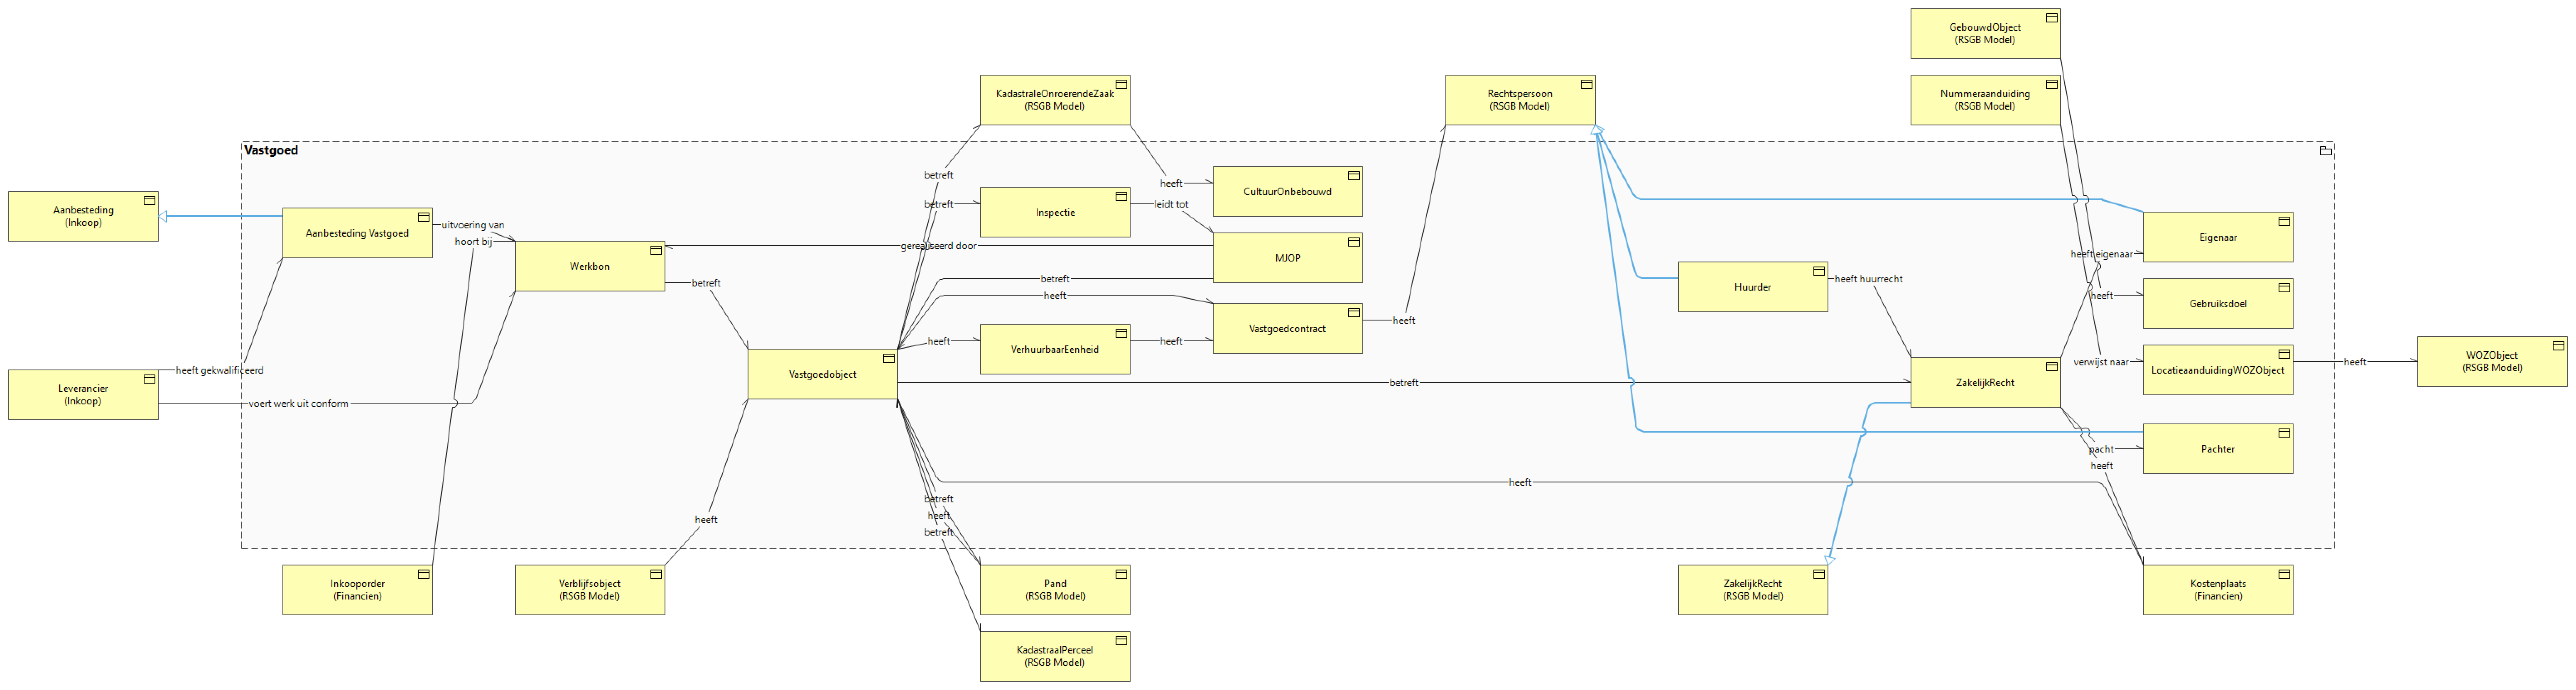 GebouwdObject
(RSGB Model)
KadastraleOnroerendeZaak
(RSGB Model)
Rechtspersoon
(RSGB Model)
Nummeraanduiding
(RSGB Model)
Vastgoed
betreft
heeft
CultuurOnbebouwd
Aanbesteding
(Inkoop)
Aanbesteding Vastgoed
uitvoering van
hoort bij
betreft
Inspectie
leidt tot
Eigenaar
Werkbon
gerealiseerd door
MJOP
heeft eigenaar
betreft
betreft
Huurder
heeft huurrecht
heeft
Gebruiksdoel
heeft
Vastgoedcontract
heeft
heeft
VerhuurbaarEenheid
heeft
heeft gekwalificeerd
Leverancier
(Inkoop)
voert werk uit conform
Vastgoedobject
betreft
ZakelijkRecht
verwijst naar
LocatieaanduidingWOZObject
heeft
WOZObject
(RSGB Model)
pacht
Pachter
heeft
heeft
betreft
heeft
betreft
heeft
Inkooporder
(Financien)
Verblijfsobject
(RSGB Model)
Pand
(RSGB Model)
ZakelijkRecht
(RSGB Model)
Kostenplaats
(Financien)
KadastraalPerceel
(RSGB Model)